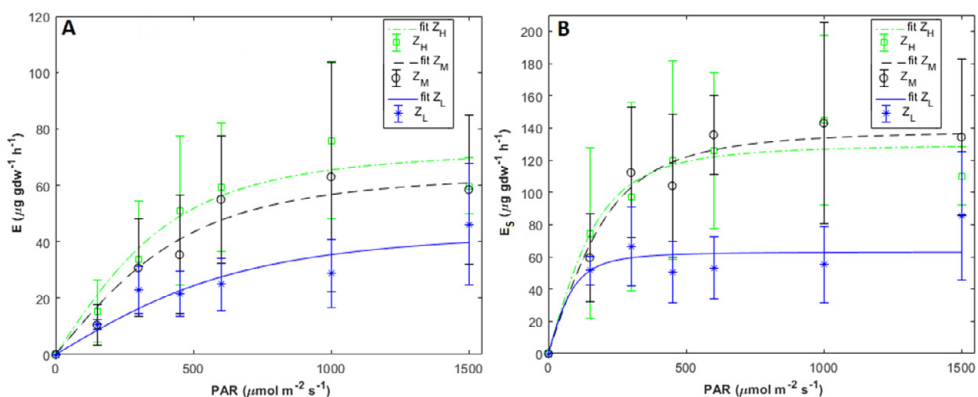 A
fit Z_H
Z_H
fit Z_M
Z_M
fit Z_L
Z_L
120
100
80
60
40
20
0
E (μg gdw⁻¹ h⁻¹)
0 500 1000 1500
PAR (μmol m⁻² s⁻¹)
B
fit Z_H
Z_H
fit Z_M
Z_M
fit Z_L
Z_L
200
180
160
140
120
100
80
60
40
20
0
E_S (μg gdw⁻¹ h⁻¹)
0 500 1000 1500
PAR (μmol m⁻² s⁻¹)